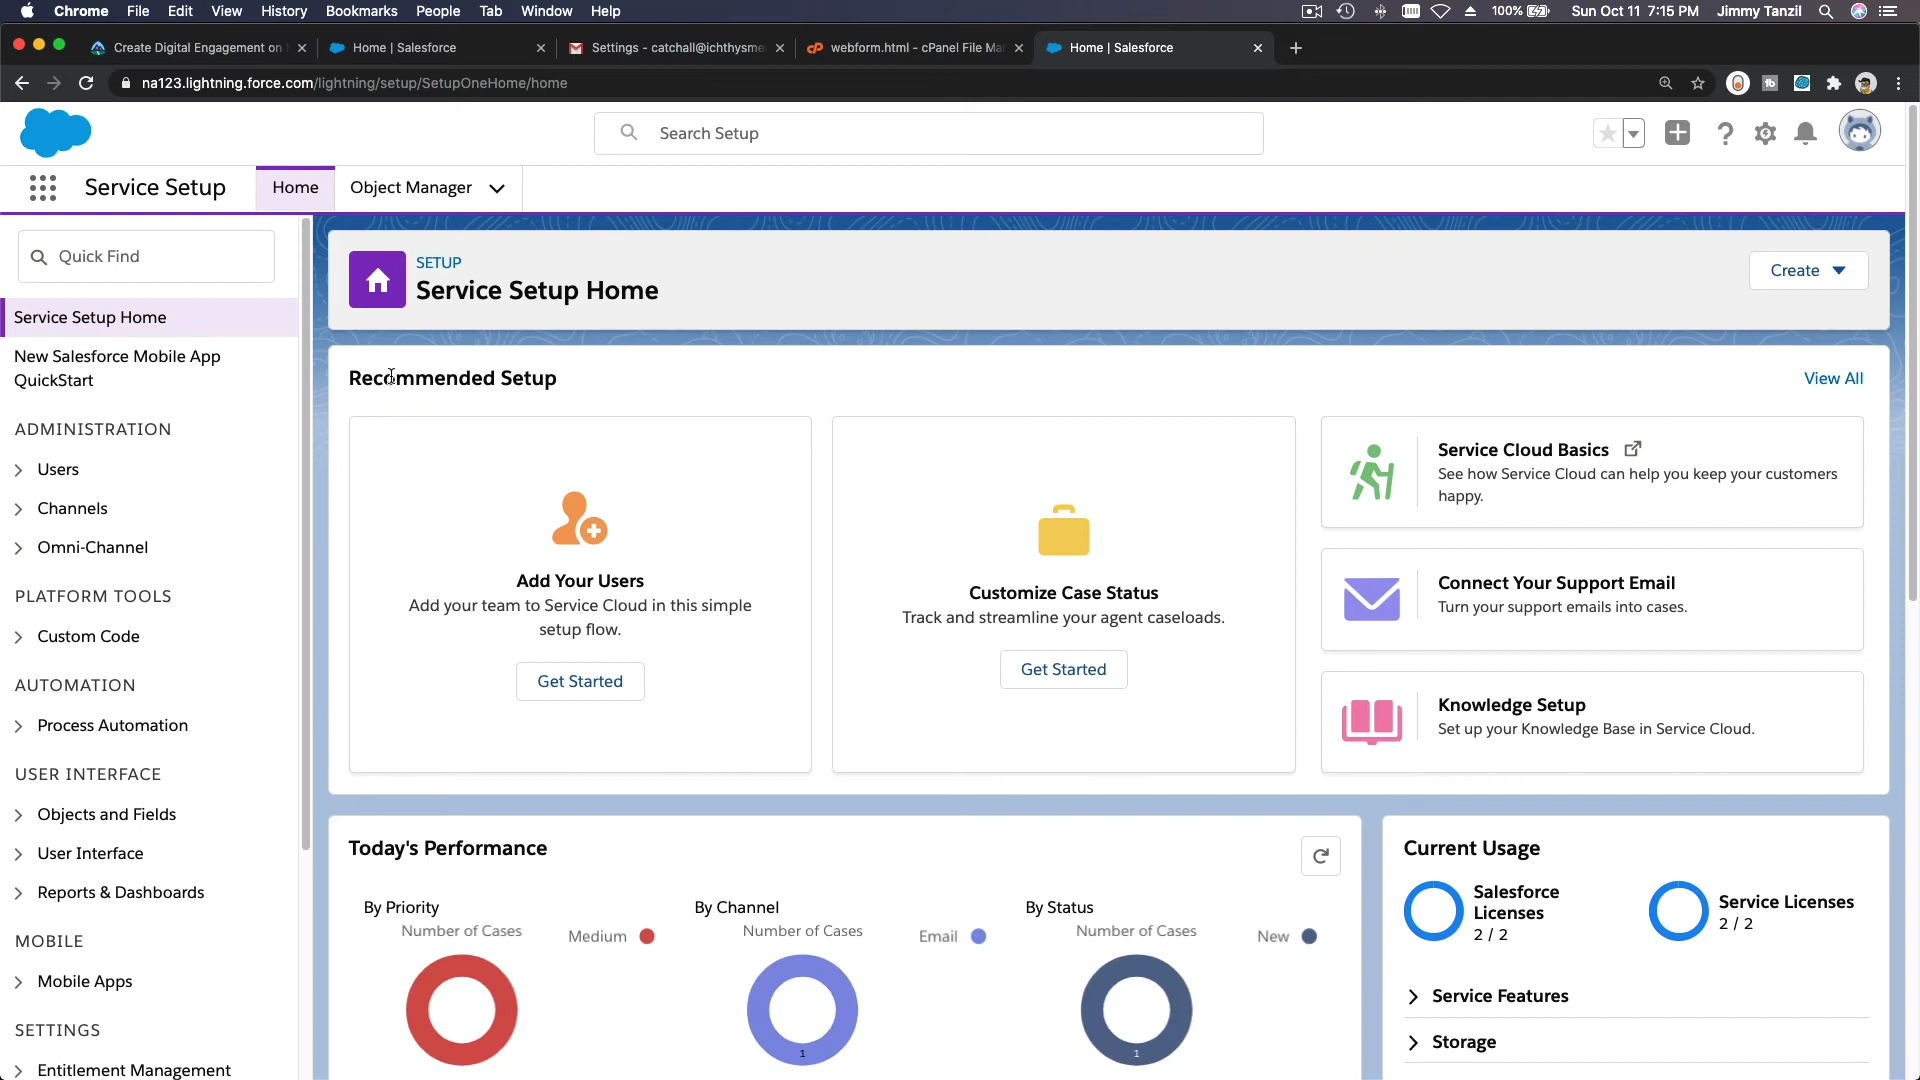 Chrome File Edit View History Bookmarks People Tab Window Help 100% Sun Oct 11 7:15 PM Jimmy Tanzil
Create Digital Engagement on Home | Salesforce Settings - catchall@ichthysme webform.html - cPanel File Ma Home | Salesforce
na123.lightning.force.com/lightning/setup/SetupOneHome/home
Search Setup
Service Setup Home Object Manager
Quick Find
Service Setup Home
New Salesforce Mobile App
QuickStart
ADMINISTRATION
Users
Channels
Omni-Channel
PLATFORM TOOLS
Custom Code
AUTOMATION
Process Automation
USER INTERFACE
Objects and Fields
User Interface
Reports & Dashboards
MOBILE
Mobile Apps
SETTINGS
Entitlement Management
SETUP
Service Setup Home
Create
Recommended Setup
View All
Add Your Users
Add your team to Service Cloud in this simple
setup flow.
Get Started
Customize Case Status
Track and streamline your agent caseloads.
Get Started
Service Cloud Basics
See how Service Cloud can help you keep your customers
happy.
Connect Your Support Email
Turn your support emails into cases.
Knowledge Setup
Set up your Knowledge Base in Service Cloud.
Today's Performance
By Priority
Number of Cases
Medium
By Channel
Number of Cases
Email
1
By Status
Number of Cases
New
1
Current Usage
Salesforce
Licenses
2 / 2
Service Licenses
2 / 2
Service Features
Storage